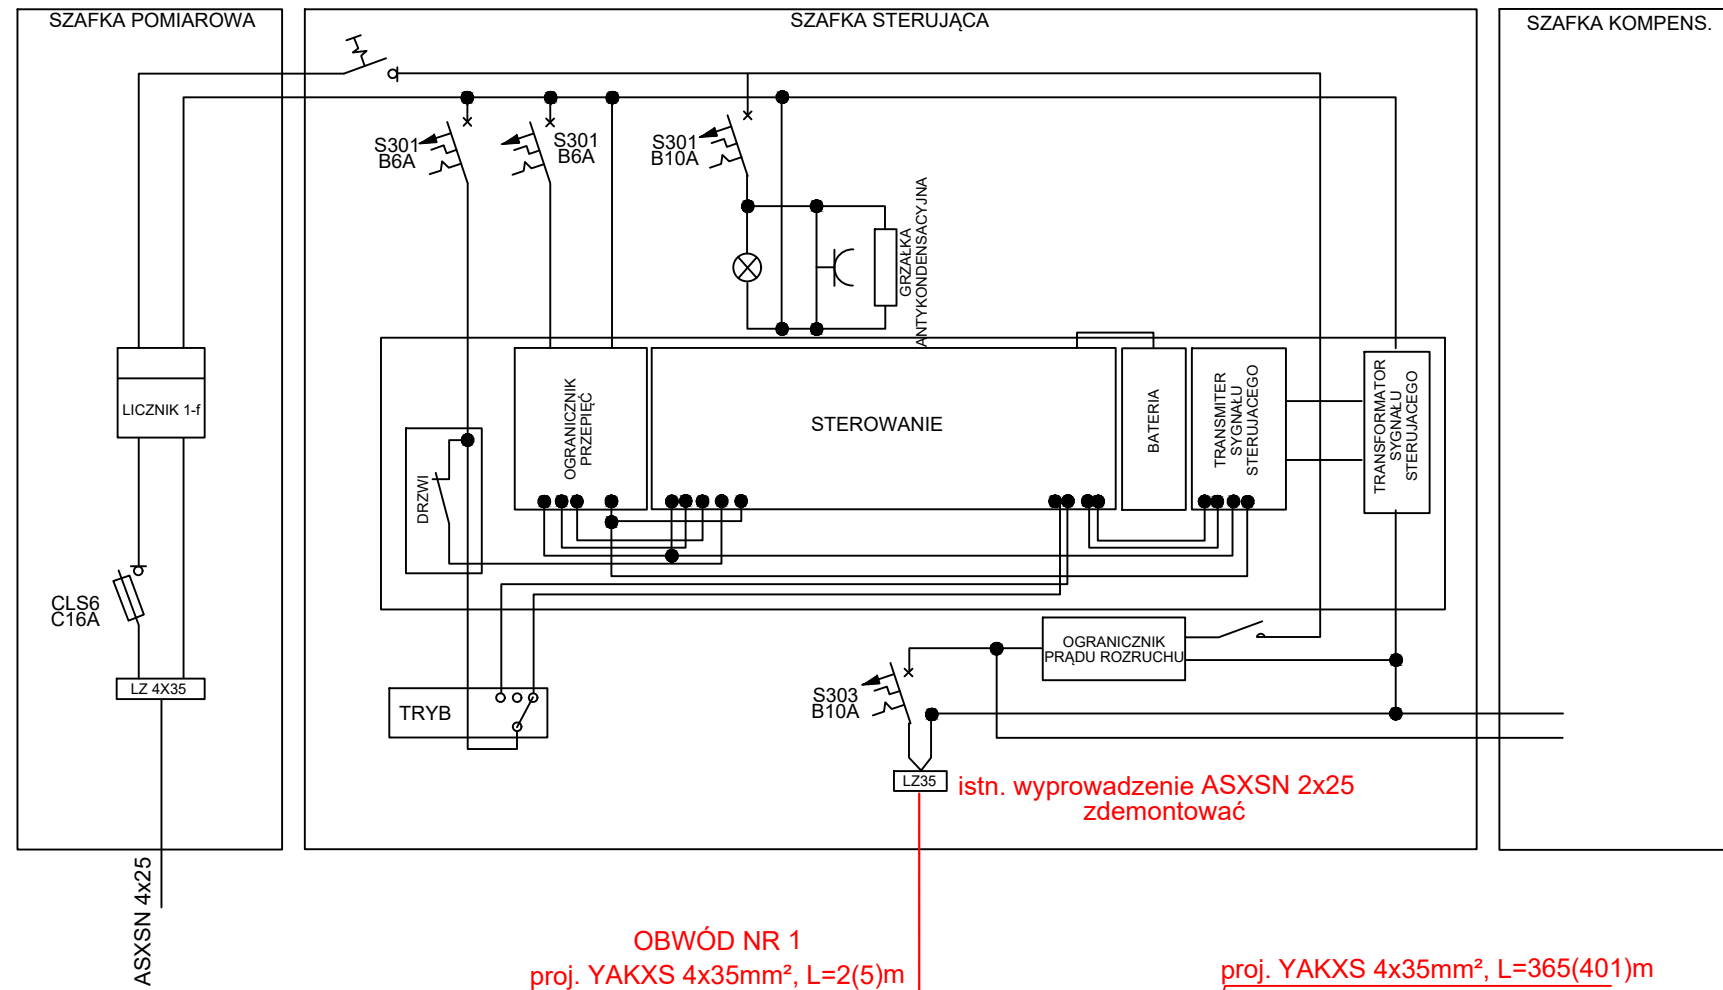 SZAFKA POMIAROWA
SZAFKA STERUJĄCA
SZAFKA KOMPENS.
S301
B6A
S301
B6A
S301
B10A
GRZAŁKA
ANTYKONDENSACYJNA
LICZNIK 1-f
DRZWI
OGRANICZNIK
PRZEPIĘĆ
STEROWANIE
BATERIA
TRANSMITER
SYGNAŁU
STERUJACEGO
TRANSFORMATOR
SYGNAŁU
STERUJACEGO
CLS6
C16A
LZ 4X35
TRYB
S303
B10A
OGRANICZNIK
PRĄDU ROZRUCHU
LZ35
istn. wyprowadzenie ASXSN 2x25
zdemontować
ASXSN 4x25
OBWÓD NR 1
proj. YAKXS 4x35mm², L=2(5)m
proj. YAKXS 4x35mm², L=365(401)m